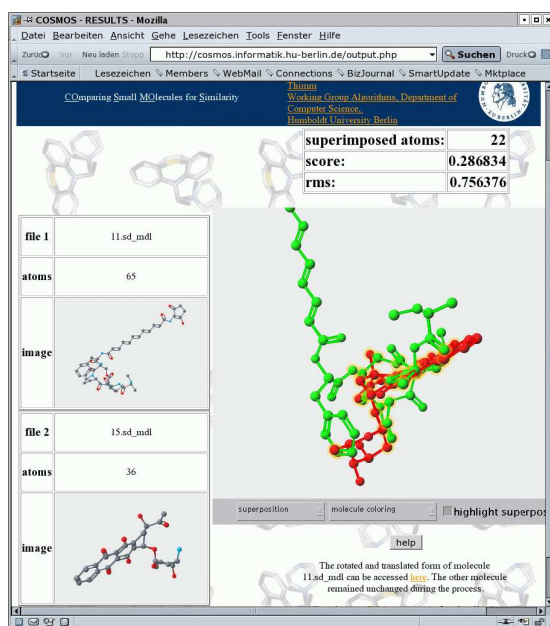 COSMOS - RESULTS - Mozilla
Datei Bearbeiten Ansicht Gehe Lesezeichen Tools Fenster Hilfe
Zurück Vor Neu laden Stopp http://cosmos.informatik.hu-berlin.de/output.php Suchen
Startseite Lesezeichen Members WebMail Connections BizJournal SmartUpdate Mktplace
COmparing Small MOlecules for Similarity
Thimm
Working Group Algorithms, Department of
Computer Science,
Humboldt University Berlin
superimposed atoms: 22
score: 0.286834
rms: 0.756376
file 1 11.sd_mdl
atoms 65
image
file 2 15.sd_mdl
atoms 36
image
superposition molecule coloring highlight superpos
help
The rotated and translated form of molecule
11.sd_mdl can be accessed here. The other molecule
remained unchanged during the process.